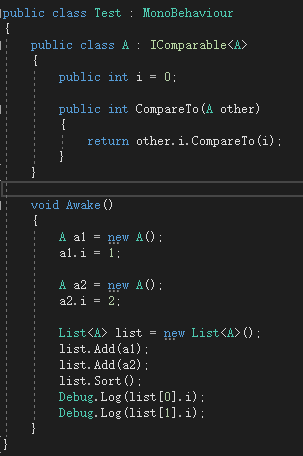 public class Test : MonoBehaviour
{
    public class A : IComparable<A>
    {
        public int i = 0;

        public int CompareTo(A other)
        {
            return other.i.CompareTo(i);
        }
    }

    void Awake()
    {
        A a1 = new A();
        a1.i = 1;

        A a2 = new A();
        a2.i = 2;

        List<A> list = new List<A>();
        list.Add(a1);
        list.Add(a2);
        list.Sort();
        Debug.Log(list[0].i);
        Debug.Log(list[1].i);
    }
}